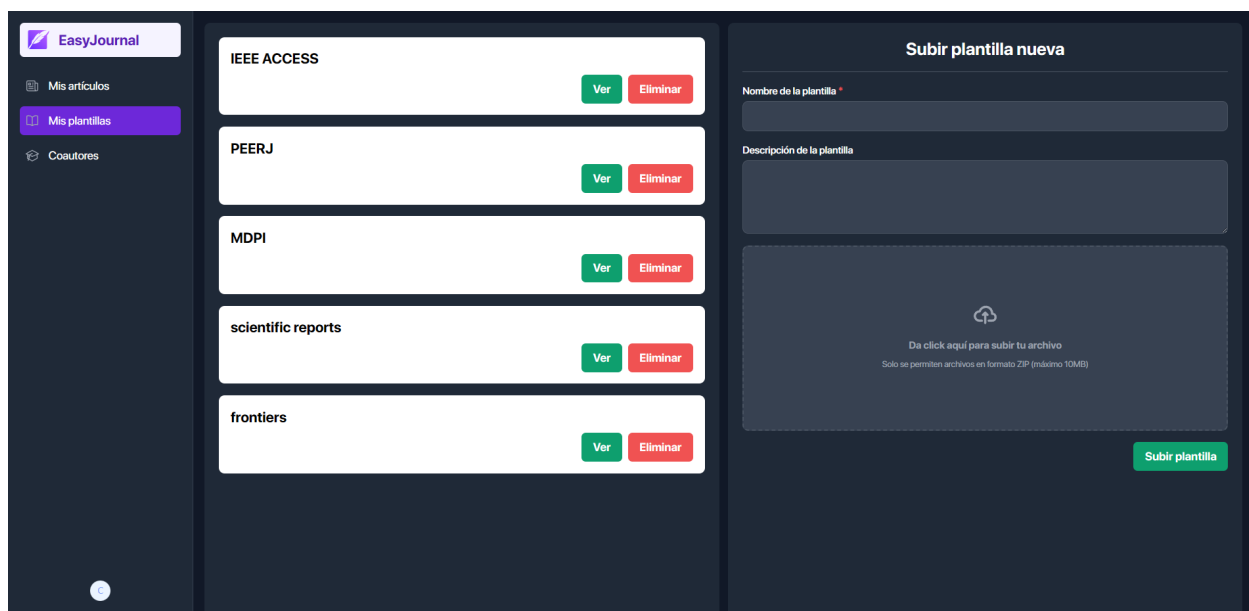 EasyJournal
Mis artículos
Mis plantillas
Coautores
C
IEEE ACCESS
Ver Eliminar
PEERJ
Ver Eliminar
MDPI
Ver Eliminar
scientific reports
Ver Eliminar
frontiers
Ver Eliminar
Subir plantilla nueva
Nombre de la plantilla *
Descripción de la plantilla
Da click aquí para subir tu archivo
Solo se permiten archivos en formato ZIP (máximo 10MB)
Subir plantilla